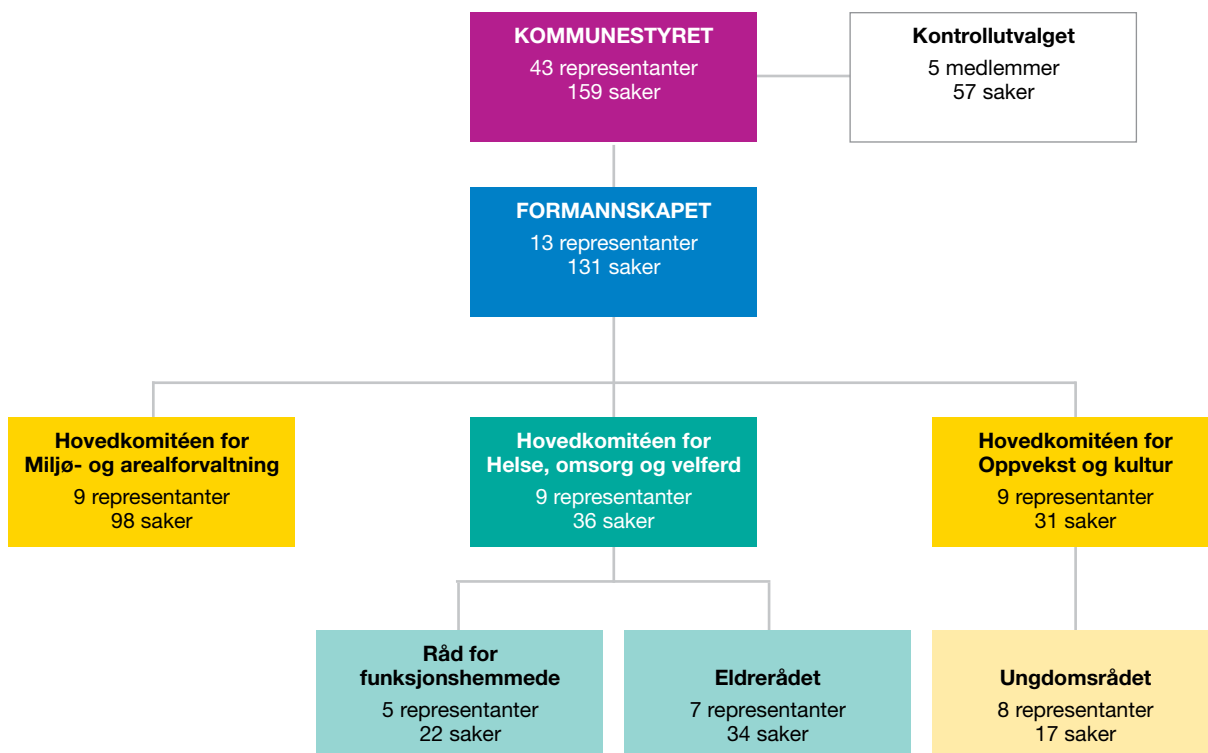 KOMMUNESTYRET
43 representanter
159 saker
Kontrollutvalget
5 medlemmer
57 saker
FORMANNSKAPET
13 representanter
131 saker
Hovedkomitéen for
Miljø- og arealforvaltning
9 representanter
98 saker
Hovedkomitéen for
Helse, omsorg og velferd
9 representanter
36 saker
Hovedkomitéen for
Oppvekst og kultur
9 representanter
31 saker
Råd for
funksjonshemmede
5 representanter
22 saker
Eldrerådet
7 representanter
34 saker
Ungdomsrådet
8 representanter
17 saker